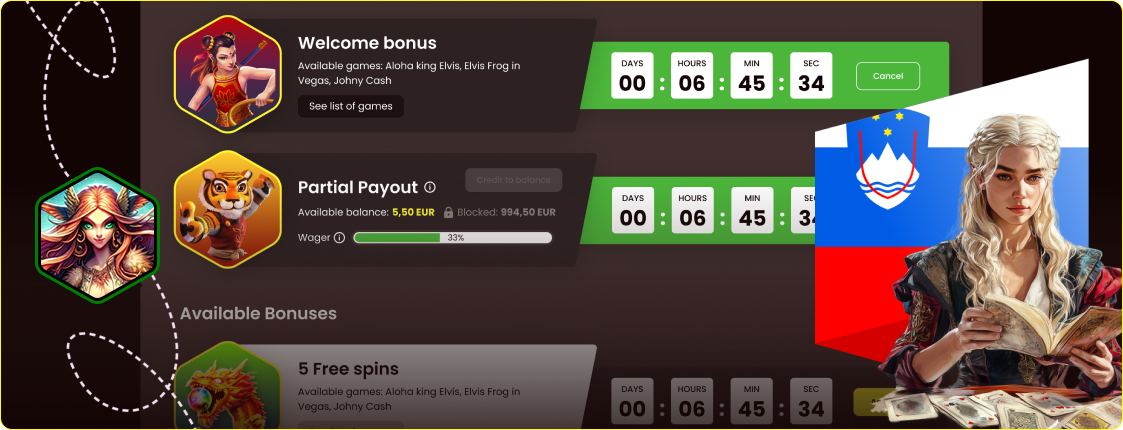 Welcome bonus
Available games: Aloha king Elvis, Elvis Frog in
Vegas, Johny Cash
See list of games
DAYS HOURS MIN SEC
00 : 06 : 45 : 34
Cancel
Partial Payout
Credit to balance
Available balance: 5,50 EUR Blocked: 994,50 EUR
Wager 33%
DAYS HOURS MIN
00 : 06 : 45 :
Available Bonuses
5 Free spins
Available games: Aloha king Elvis, Elvis Frog in
Vegas, Johny Cash
DAYS HOURS MIN SEC
00 : 06 : 45 : 34